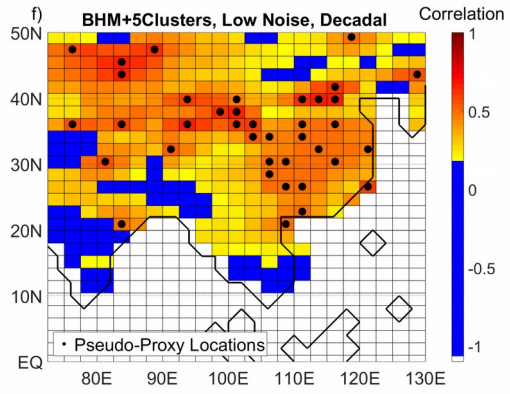 f)
BHM+5Clusters, Low Noise, Decadal
Correlation
50N
40N
30N
20N
10N
EQ
80E 90E 100E 110E 120E 130E
• Pseudo-Proxy Locations
1
0.5
0
-0.5
-1